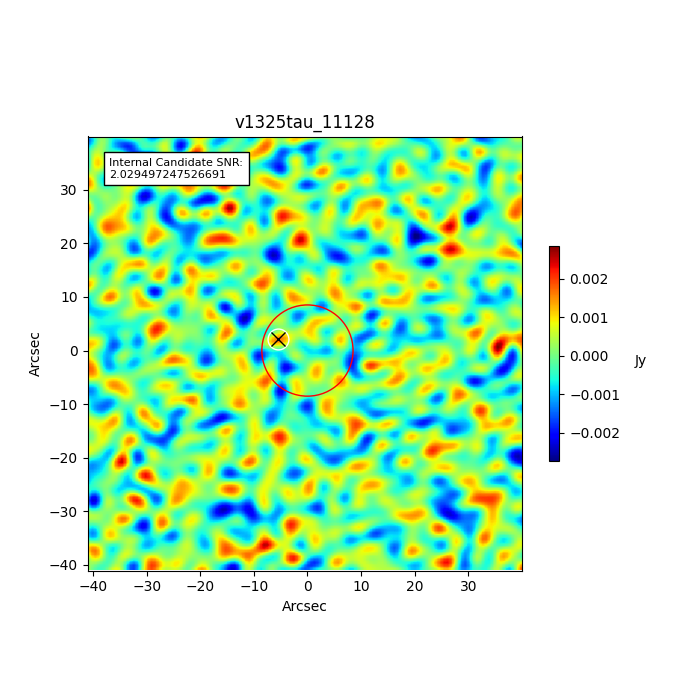 v1325tau_11128
Internal Candidate SNR:
2.029497247526691
30
20
10
0
−10
−20
−30
−40
Arcsec
−40 −30 −20 −10 0 10 20 30
Arcsec
0.002
0.001
0.000
−0.001
−0.002
Jy